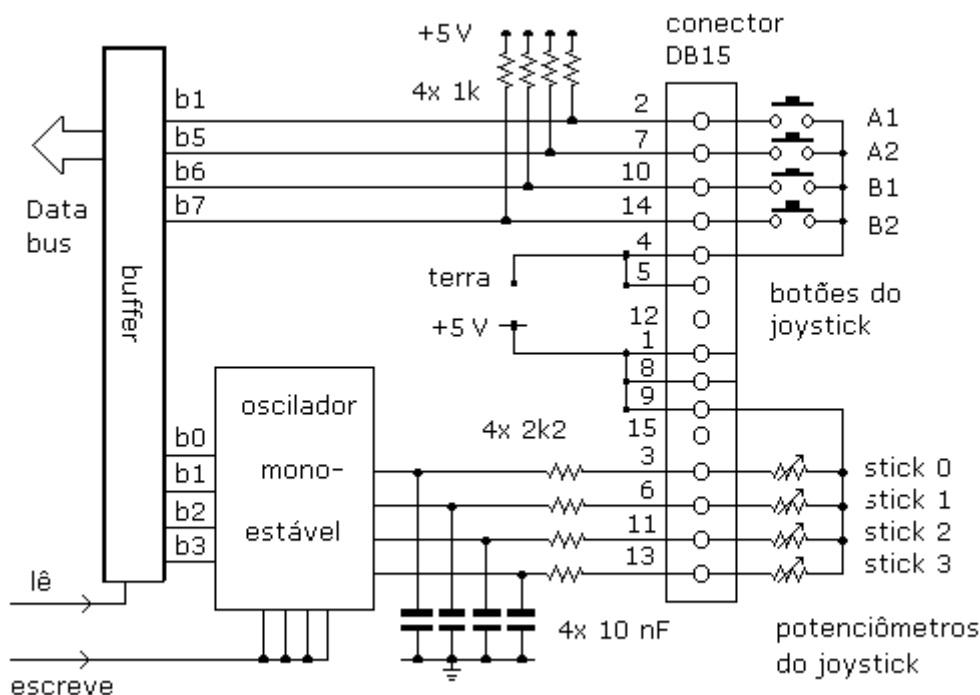 +5 V
conector
DB15
4x 1k
b1
2
A1
b5
7
A2
b6
10
B1
b7
14
B2
Data
bus
4
terra
5
botões do
joystick
buffer
12
+5 V
1
8
9
oscilador
mono-
estável
15
4x 2k2
b0
3
stick 0
b1
6
stick 1
b2
11
stick 2
b3
13
stick 3
lê
4x 10 nF
potenciômetros
do joystick
escreve